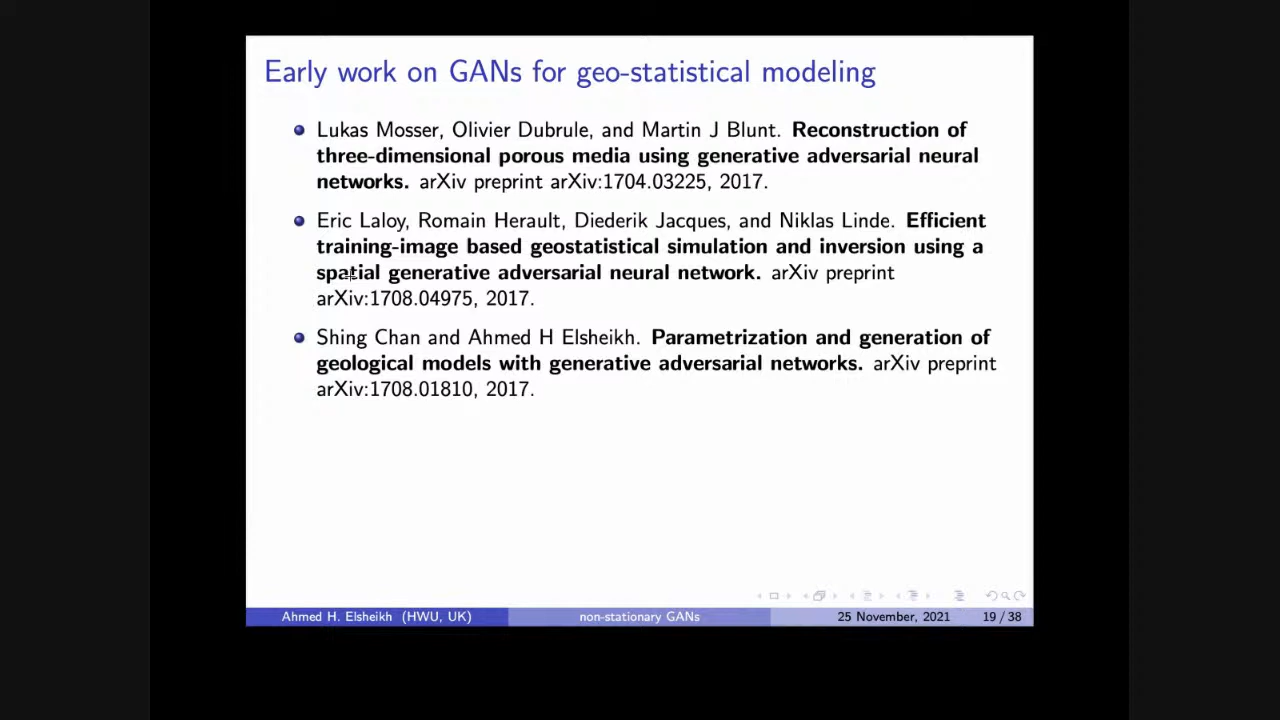 Early work on GANs for geo-statistical modeling
Lukas Mosser, Olivier Dubrule, and Martin J Blunt. Reconstruction of
three-dimensional porous media using generative adversarial neural
networks. arXiv preprint arXiv:1704.03225, 2017.
Eric Laloy, Romain Herault, Diederik Jacques, and Niklas Linde. Efficient
training-image based geostatistical simulation and inversion using a
spatial generative adversarial neural network. arXiv preprint
arXiv:1708.04975, 2017.
Shing Chan and Ahmed H Elsheikh. Parametrization and generation of
geological models with generative adversarial networks. arXiv preprint
arXiv:1708.01810, 2017.
Ahmed H. Elsheikh (HWU, UK) non-stationary GANs 25 November, 2021 19 / 38